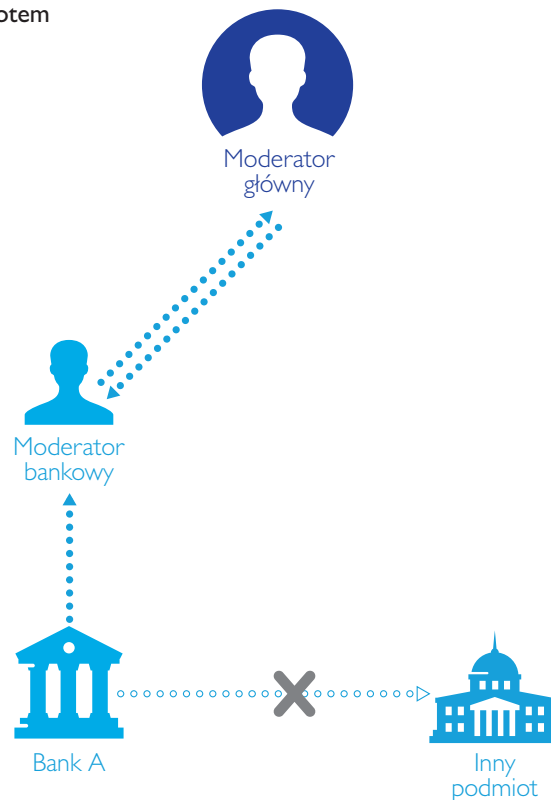 otem
Moderator
główny
Moderator
bankowy
Bank A
Inny
podmiot